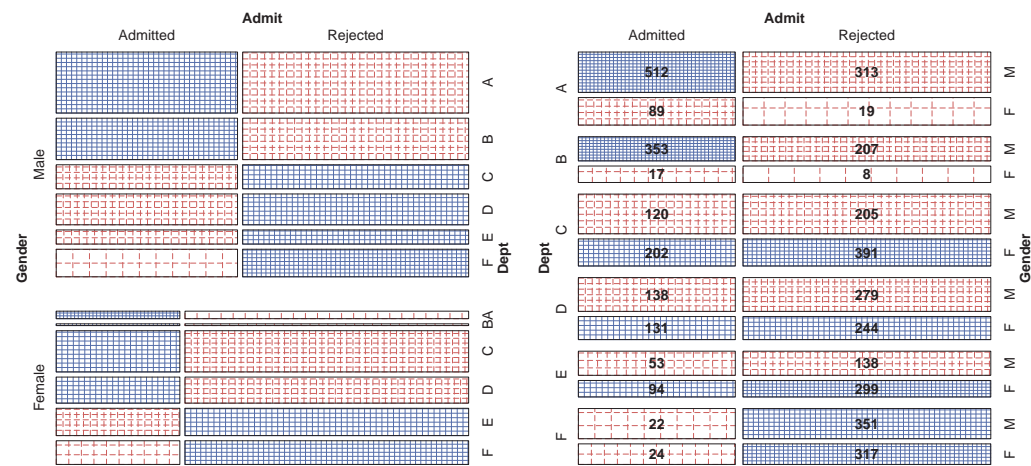 Admit
Admitted Rejected
Gender
Male
A
B
C
D
E
F
Dept
Female
BA
C
D
E
F
Admit
Admitted Rejected
Dept
A
512 313 M
89 19 F
B
353 207 M
17 8 F
C
120 205 M
202 391 F
D
138 279 M
131 244 F
E
53 138 M
94 299 F
F
22 351 M
24 317 F
Gender